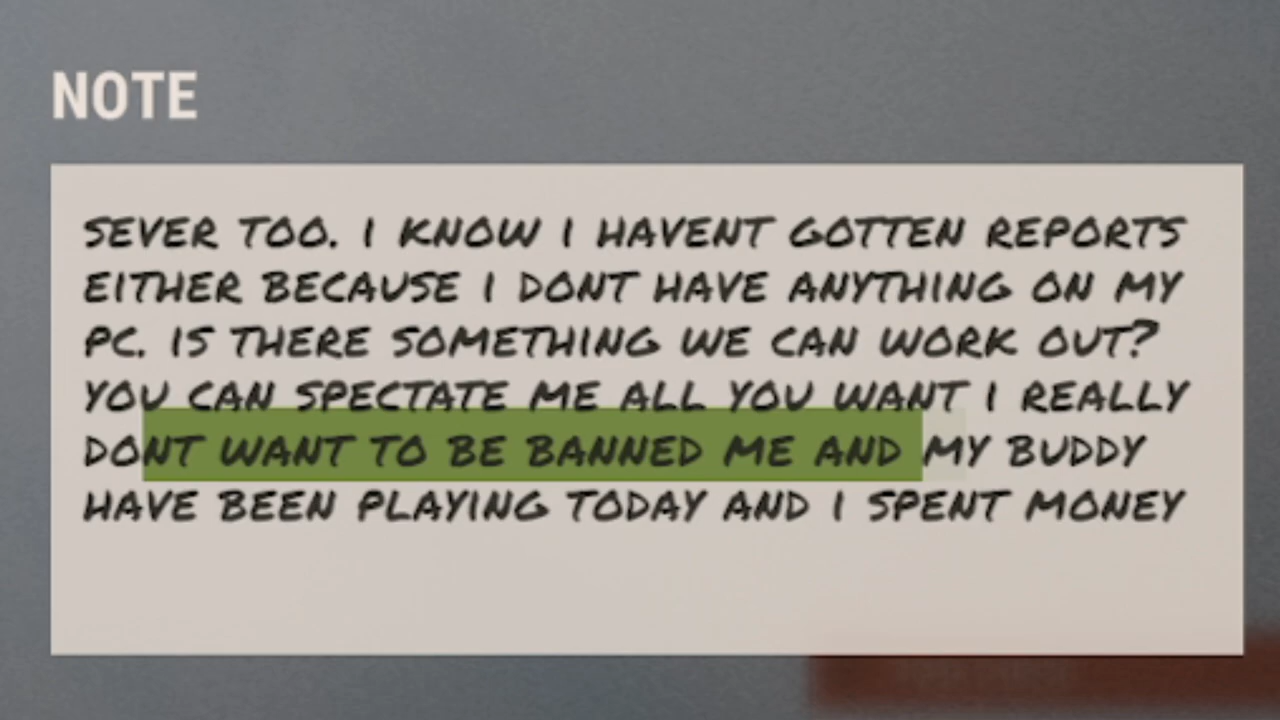 NOTE
SEVER TOO. I KNOW I HAVENT GOTTEN REPORTS
EITHER BECAUSE I DONT HAVE ANYTHING ON MY
PC. IS THERE SOMETHING WE CAN WORK OUT?
YOU CAN SPECTATE ME ALL YOU WANT I REALLY
DONT WANT TO BE BANNED ME AND MY BUDDY
HAVE BEEN PLAYING TODAY AND I SPENT MONEY